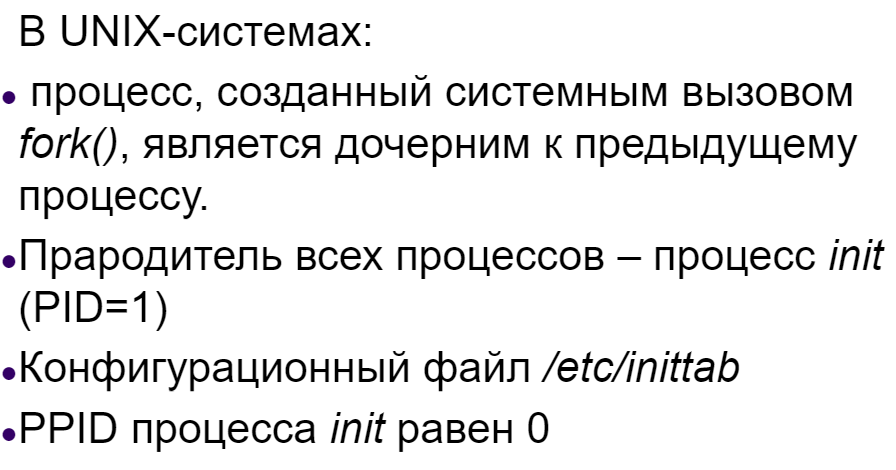 В UNIX-системах:
• процесс, созданный системным вызовом
fork(), является дочерним к предыдущему
процессу.
•Прародитель всех процессов – процесс init
(PID=1)
•Конфигурационный файл /etc/inittab
•PPID процесса init равен 0